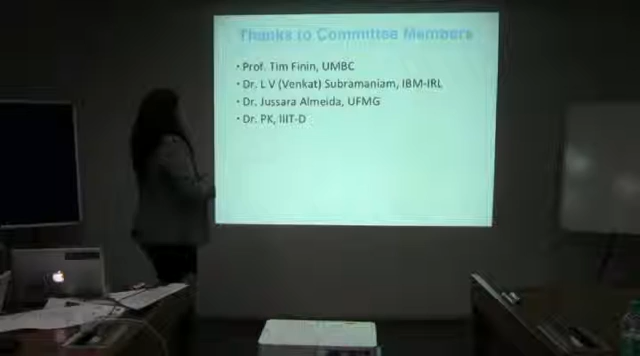 Thanks to Committee Members
• Prof. Tim Finin, UMBC
• Dr. L V (Venkat) Subramaniam, IBM-IRL
• Dr. Jussara Almeida, UFMG
• Dr. PK, IIIT-D